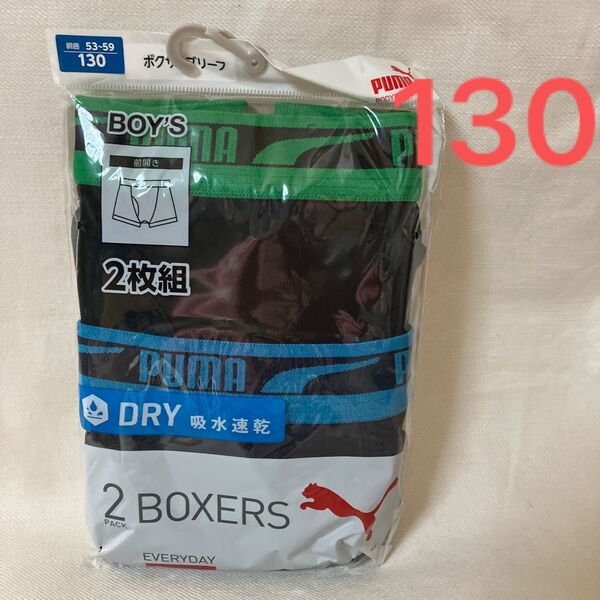 胴囲 53~59
130
ボクサーブリーフ
PUMA
130
BOY'S
PUMA
前開き
2枚組
PUMA
DRY 吸水速乾
2 BOXERS
PACK
EVERYDAY